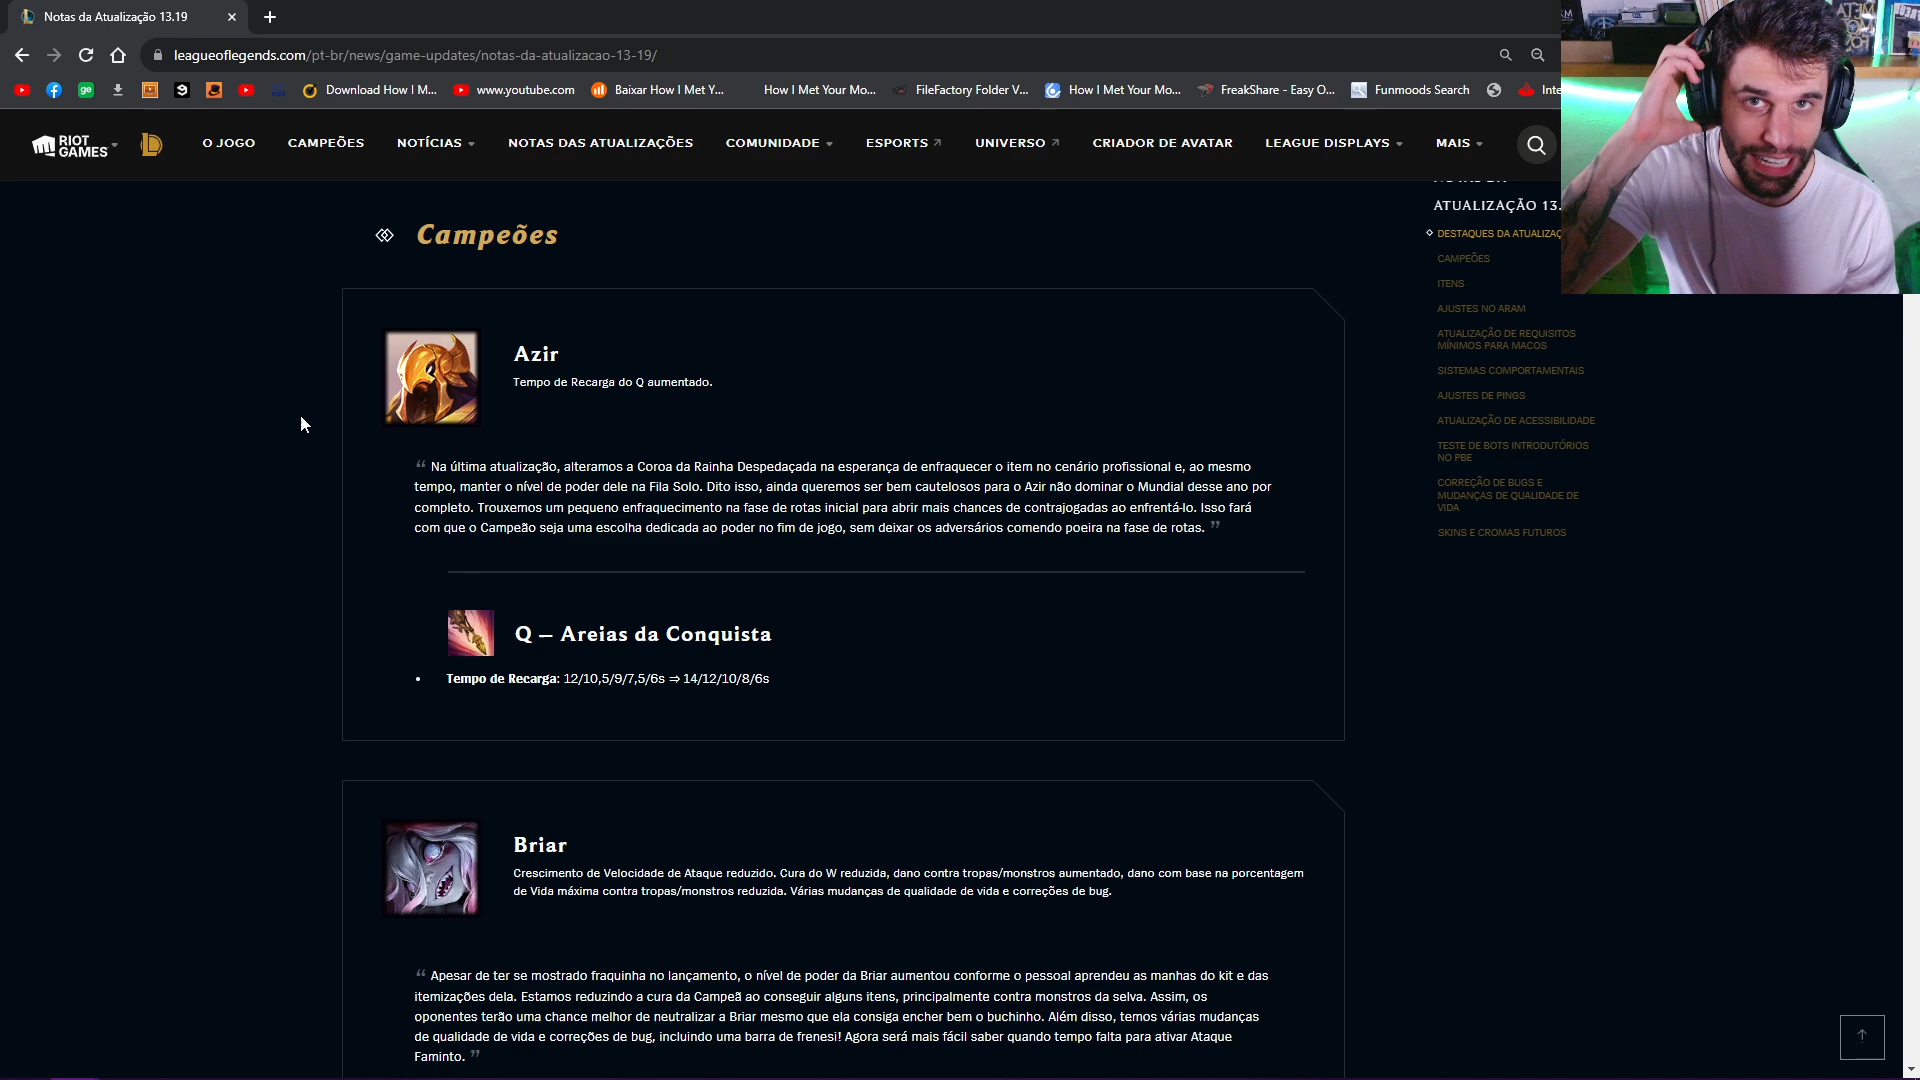 Notas da Atualização 13.19
leagueoflegends.com/pt-br/news/game-updates/notas-da-atualizacao-13-19/
Download How I M...
www.youtube.com
Baixar How I Met Y...
How I Met Your Mo...
FileFactory Folder V...
How I Met Your Mo...
FreakShare - Easy O...
Funmoods Search
Inte
RIOT GAMES
O JOGO
CAMPEÕES
NOTÍCIAS
NOTAS DAS ATUALIZAÇÕES
COMUNIDADE
ESPORTS
UNIVERSO
CRIADOR DE AVATAR
LEAGUE DISPLAYS
MAIS
ATUALIZAÇÃO 13.
DESTAQUES DA ATUALIZAÇ
CAMPEÕES
ITENS
AJUSTES NO ARAM
ATUALIZAÇÃO DE REQUISITOS
MÍNIMOS PARA MACOS
SISTEMAS COMPORTAMENTAIS
AJUSTES DE PINGS
ATUALIZAÇÃO DE ACESSIBILIDADE
TESTE DE BOTS INTRODUTÓRIOS
NO PBE
CORREÇÃO DE BUGS E
MUDANÇAS DE QUALIDADE DE
VIDA
SKINS E CROMAS FUTUROS
Campeões
Azir
Tempo de Recarga do Q aumentado.
“ Na última atualização, alteramos a Coroa da Rainha Despedaçada na esperança de enfraquecer o item no cenário profissional e, ao mesmo
tempo, manter o nível de poder dele na Fila Solo. Dito isso, ainda queremos ser bem cautelosos para o Azir não dominar o Mundial desse ano por
completo. Trouxemos um pequeno enfraquecimento na fase de rotas inicial para abrir mais chances de contrajogadas ao enfrentá-lo. Isso fará
com que o Campeão seja uma escolha dedicada ao poder no fim de jogo, sem deixar os adversários comendo poeira na fase de rotas. ”
Q – Areias da Conquista
• Tempo de Recarga: 12/10,5/9/7,5/6s ⇒ 14/12/10/8/6s
Briar
Crescimento de Velocidade de Ataque reduzido. Cura do W reduzida, dano contra tropas/monstros aumentado, dano com base na porcentagem
de Vida máxima contra tropas/monstros reduzida. Várias mudanças de qualidade de vida e correções de bug.
“ Apesar de ter se mostrado fraquinha no lançamento, o nível de poder da Briar aumentou conforme o pessoal aprendeu as manhas do kit e das
itemizações dela. Estamos reduzindo a cura da Campeã ao conseguir alguns itens, principalmente contra monstros da selva. Assim, os
oponentes terão uma chance melhor de neutralizar a Briar mesmo que ela consiga encher bem o buchinho. Além disso, temos várias mudanças
de qualidade de vida e correções de bug, incluindo uma barra de frenesi! Agora será mais fácil saber quando tempo falta para ativar Ataque
Faminto. ”